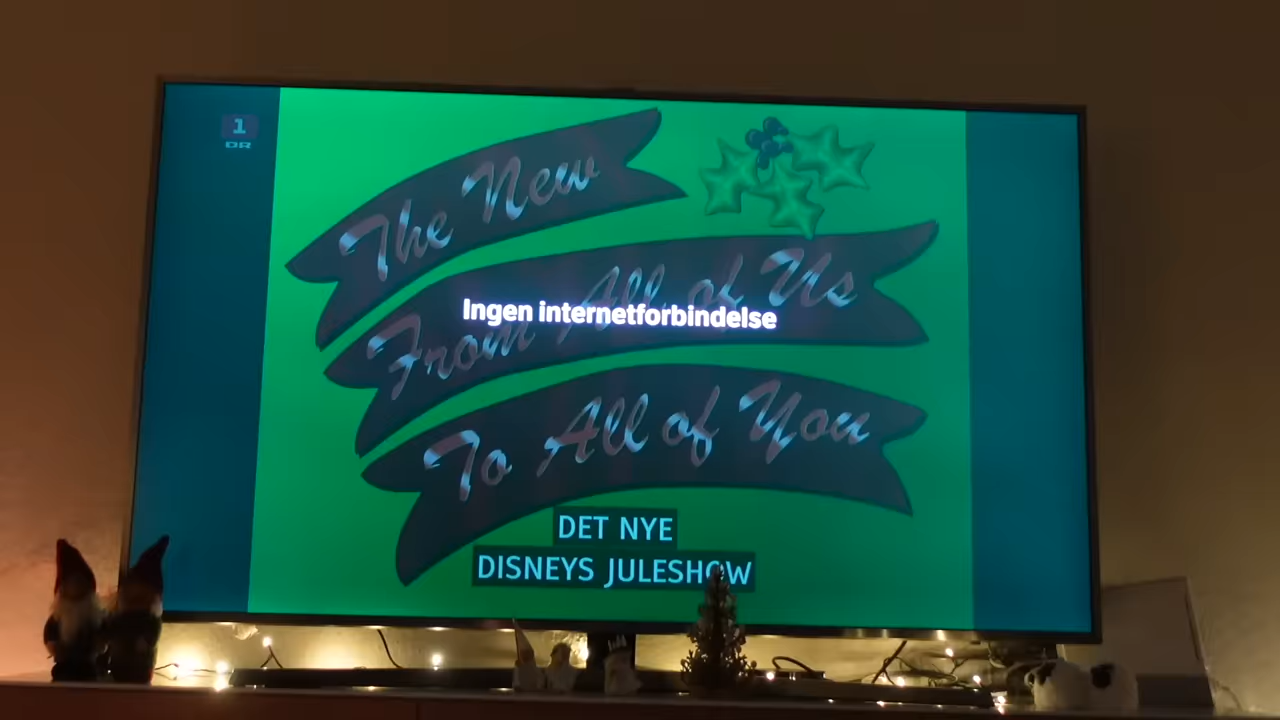 1
DR
The New
From All of Us
Ingen internetforbindelse
To All of You
DET NYE
DISNEYS JULESHOW